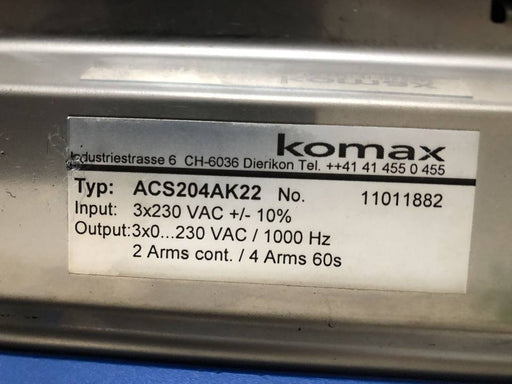 komax
Industriestrasse 6 CH-6036 Dierikon Tel. ++41 41 455 0 455
Typ: ACS204AK22 No. 11011882
Input: 3x230 VAC +/- 10%
Output:3x0...230 VAC / 1000 Hz
2 Arms cont. / 4 Arms 60s